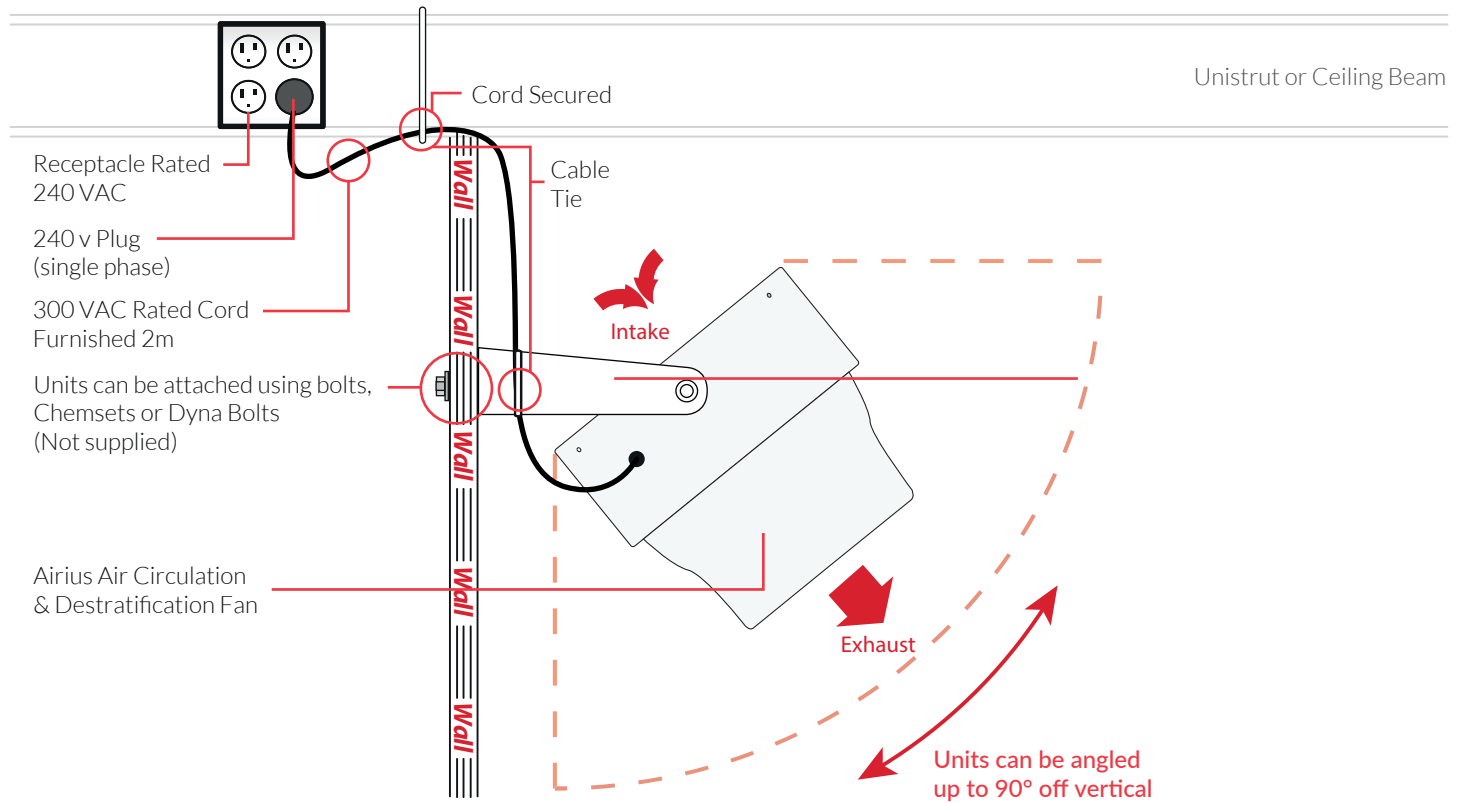 Unistrut or Ceiling Beam
Cord Secured
Receptacle Rated
240 VAC
Cable
Tie
240 v Plug
(single phase)
300 VAC Rated Cord
Furnished 2m
Units can be attached using bolts,
Chemsets or Dyna Bolts
(Not supplied)
Wall
Wall
Wall
Wall
Wall
Intake
Airius Air Circulation
& Destratification Fan
Exhaust
Units can be angled
up to 90° off vertical